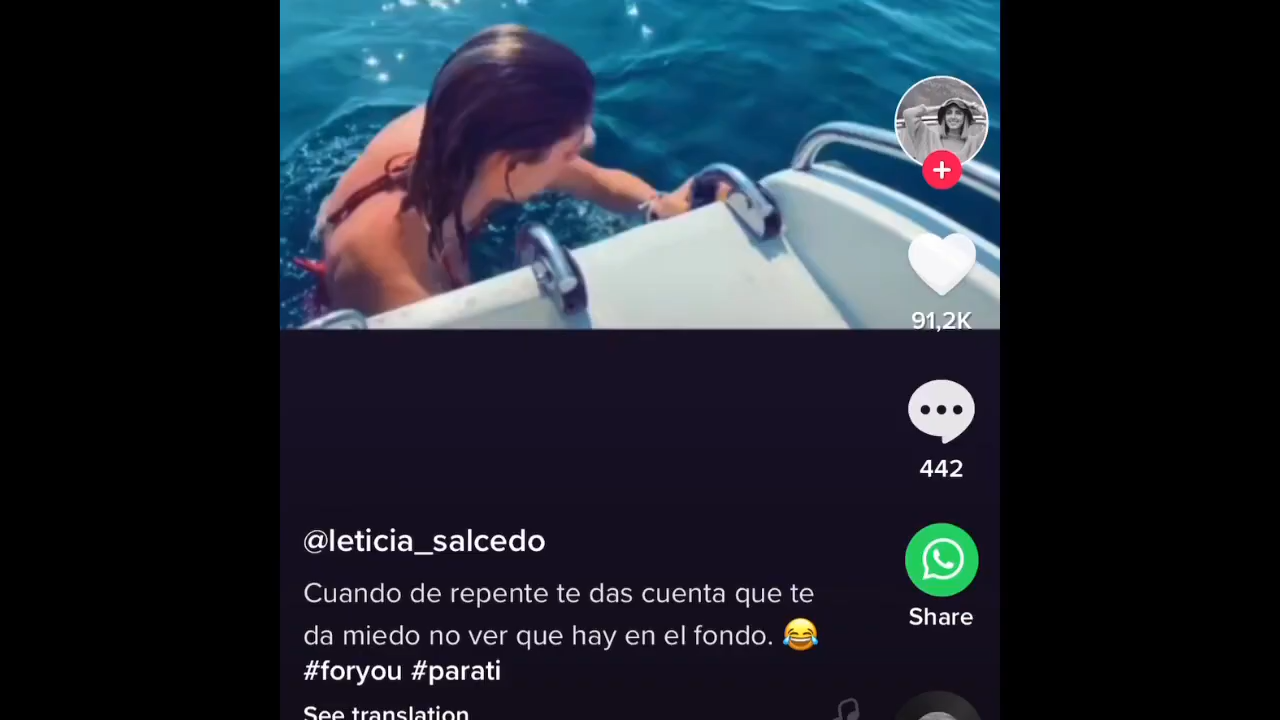 91,2K
442
@leticia_salcedo
Cuando de repente te das cuenta que te
da miedo no ver que hay en el fondo. 😂
Share
#foryou #parati
See translation